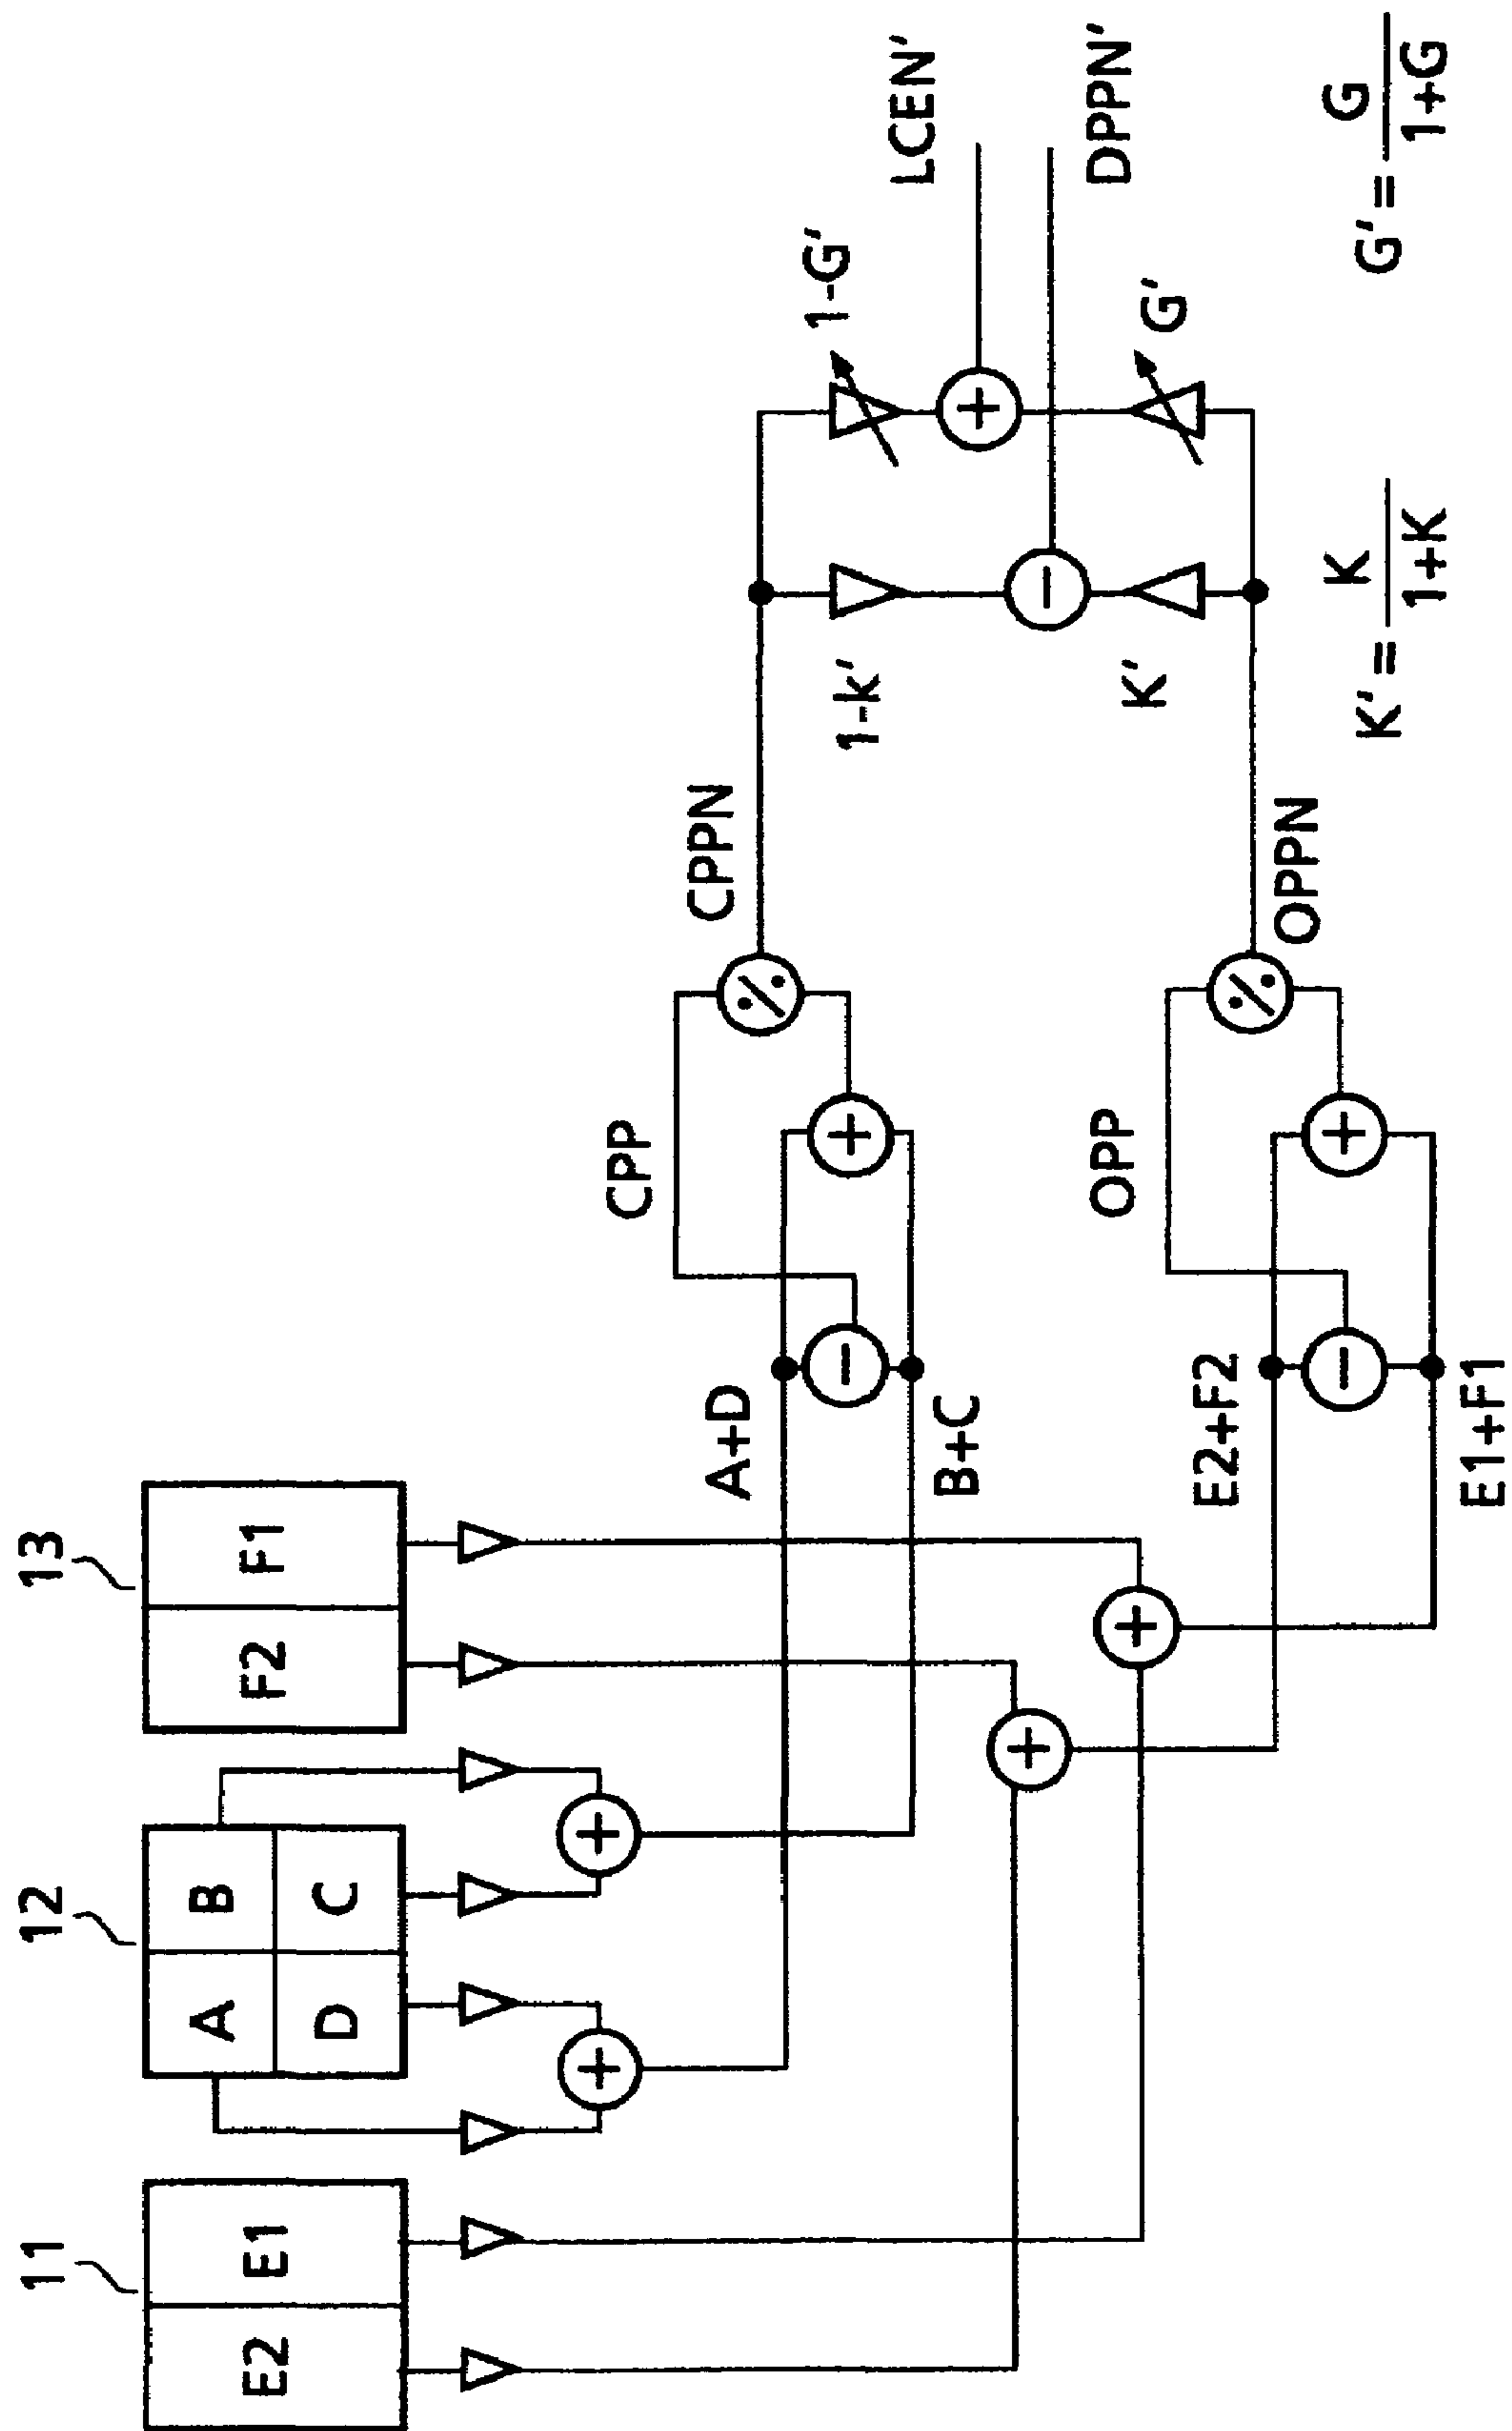 11
12
13
E2
E1
A
B
D
C
F2
F1
+
+
+
+
A+D
B+C
E2+F2
E1+F1
−
+
−
+
CPP
OPP
CPPN
OPPN
1-k'
K'
−
1-G'
G'
+
LCEN'
DPPN'
K' = K / 1+K
G' = G / 1+G